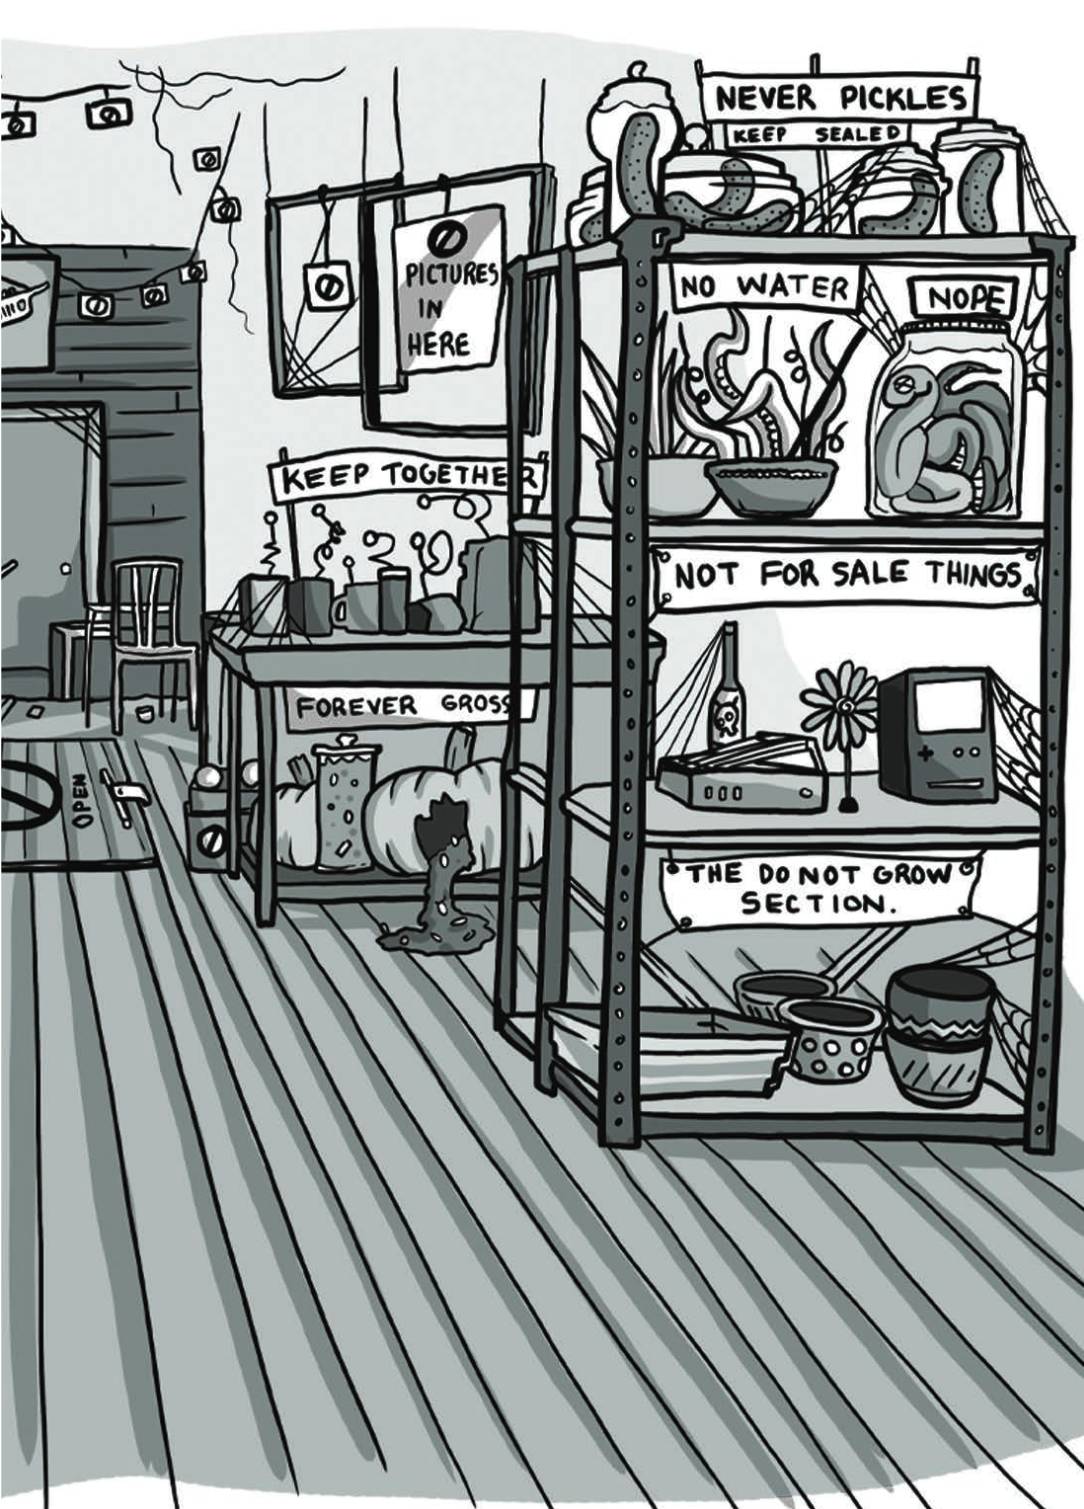 NEVER PICKLES
KEEP SEALED
NO WATER
NOPE
PICTURES
IN
HERE
KEEP TOGETHER
NOT FOR SALE THINGS
FOREVER GROSS
OPEN
THE DO NOT GROW
SECTION.